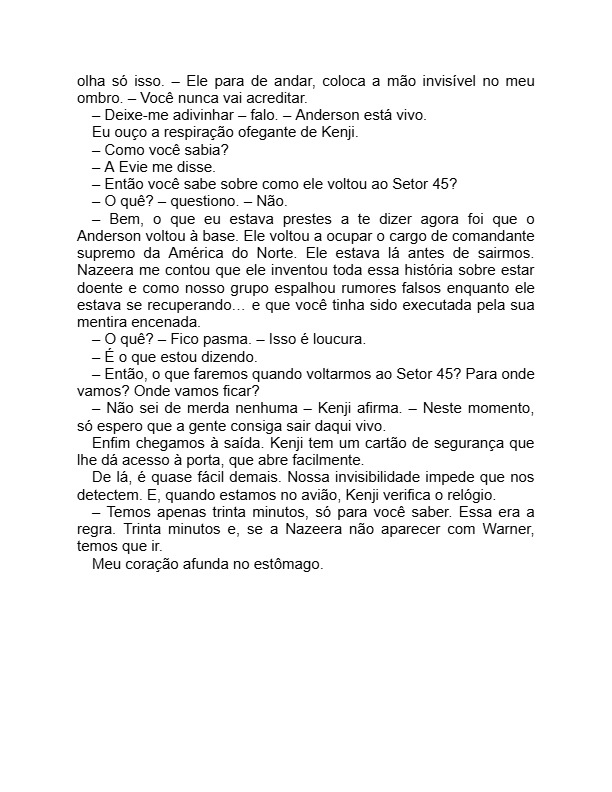 olha só isso. – Ele para de andar, coloca a mão invisível no meu
ombro. – Você nunca vai acreditar.
– Deixe-me adivinhar – falo. – Anderson está vivo.
Eu ouço a respiração ofegante de Kenji.
– Como você sabia?
– A Evie me disse.
– Então você sabe sobre como ele voltou ao Setor 45?
– O quê? – questiono. – Não.
– Bem, o que eu estava prestes a te dizer agora foi que o
Anderson voltou à base. Ele voltou a ocupar o cargo de comandante
supremo da América do Norte. Ele estava lá antes de sairmos.
Nazeera me contou que ele inventou toda essa história sobre estar
doente e como nosso grupo espalhou rumores falsos enquanto ele
estava se recuperando… e que você tinha sido executada pela sua
mentira encenada.
– O quê? – Fico pasma. – Isso é loucura.
– É o que estou dizendo.
– Então, o que faremos quando voltarmos ao Setor 45? Para onde
vamos? Onde vamos ficar?
– Não sei de merda nenhuma – Kenji afirma. – Neste momento,
só espero que a gente consiga sair daqui vivo.
Enfim chegamos à saída. Kenji tem um cartão de segurança que
lhe dá acesso à porta, que abre facilmente.
De lá, é quase fácil demais. Nossa invisibilidade impede que nos
detectem. E, quando estamos no avião, Kenji verifica o relógio.
– Temos apenas trinta minutos, só para você saber. Essa era a
regra. Trinta minutos e, se a Nazeera não aparecer com Warner,
temos que ir.
Meu coração afunda no estômago.